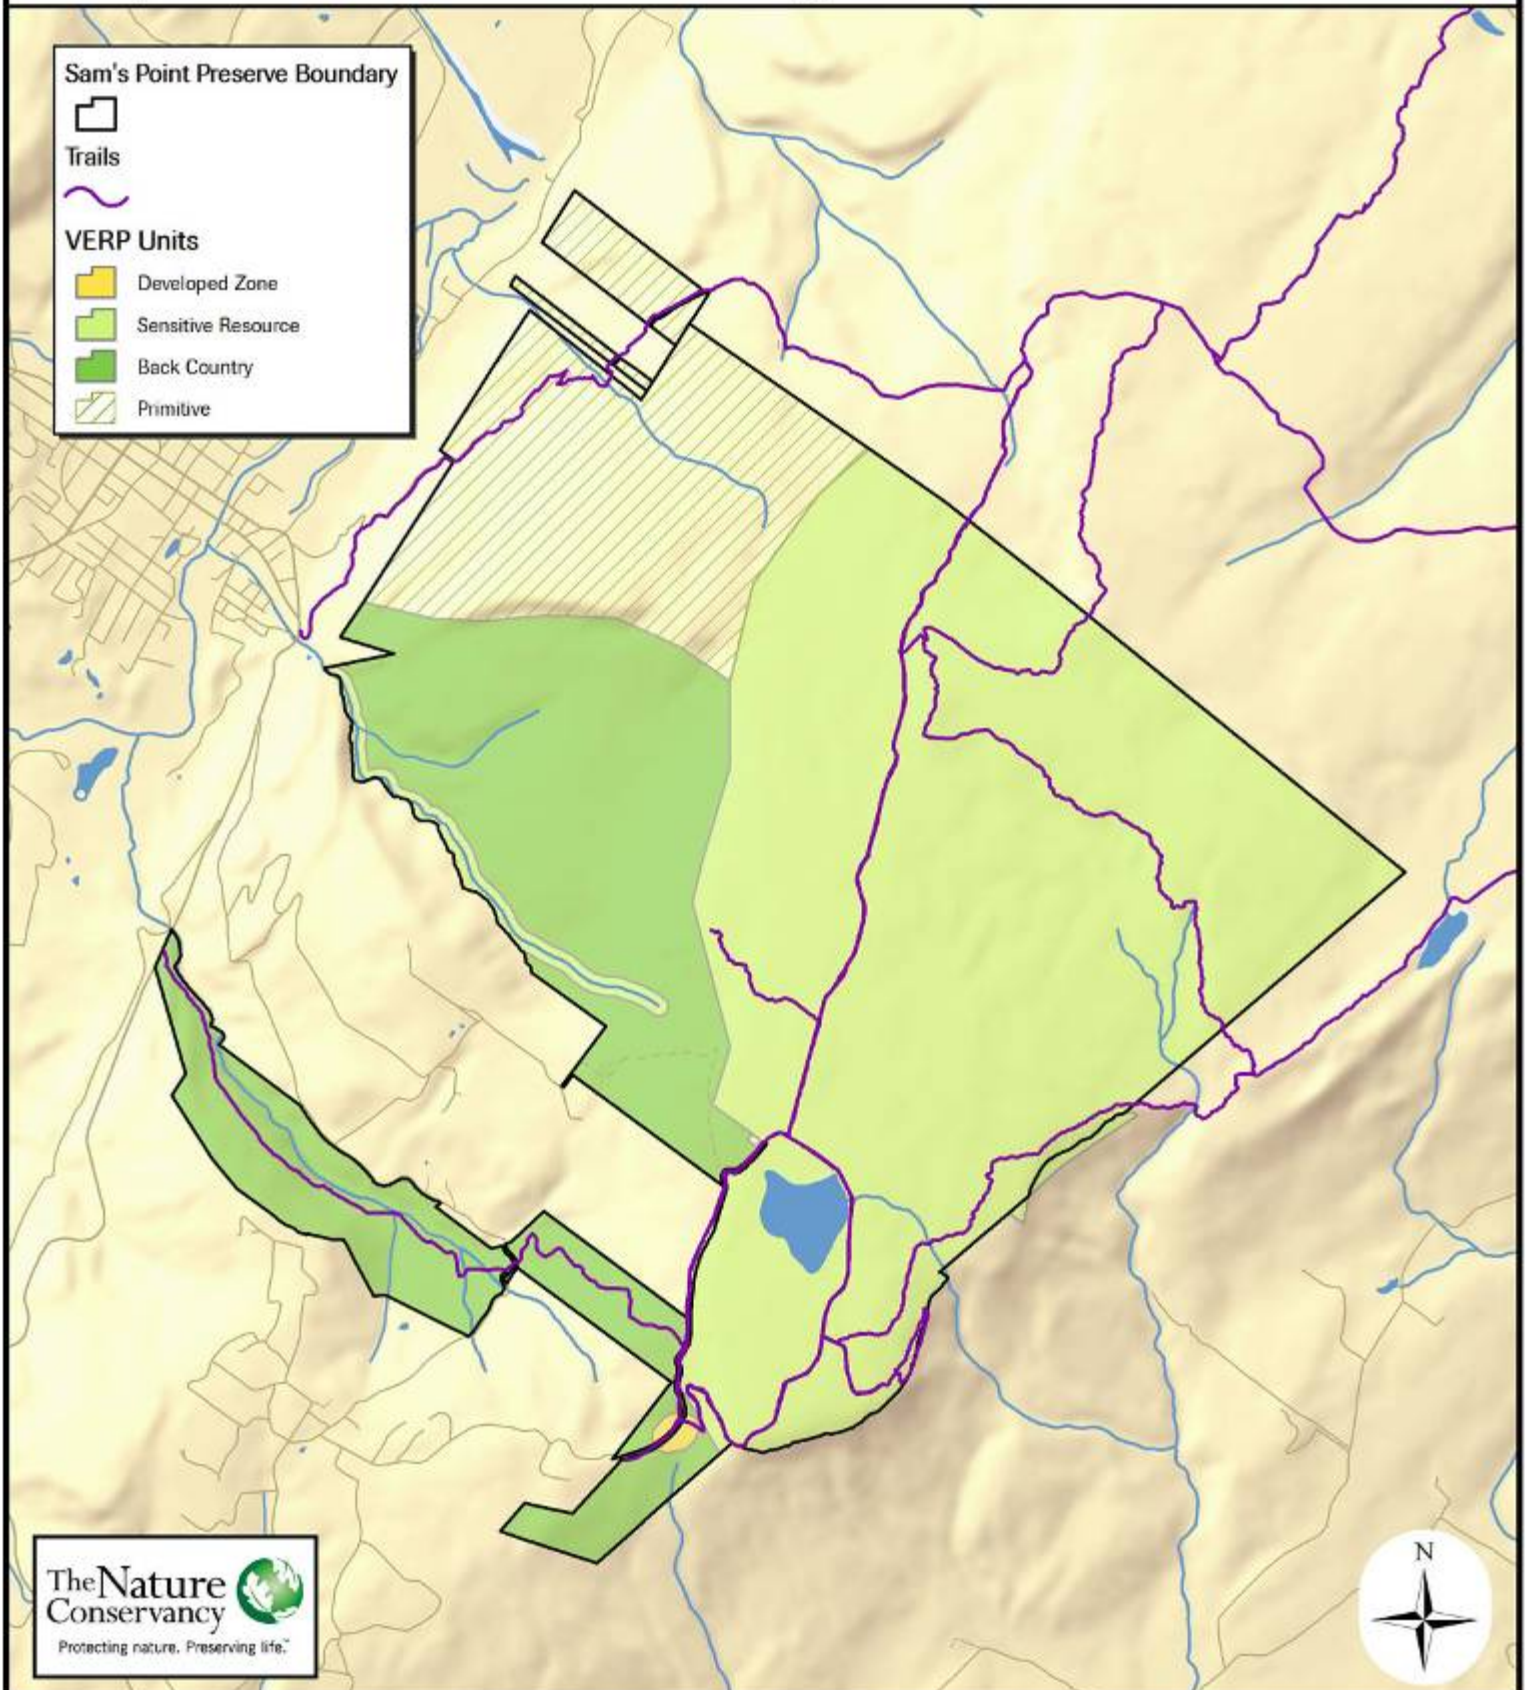 Sam's Point Preserve Boundary
Trails
VERP Units
Developed Zone
Sensitive Resource
Back Country
Primitive
The Nature
Conservancy
Protecting nature. Preserving life.™
N